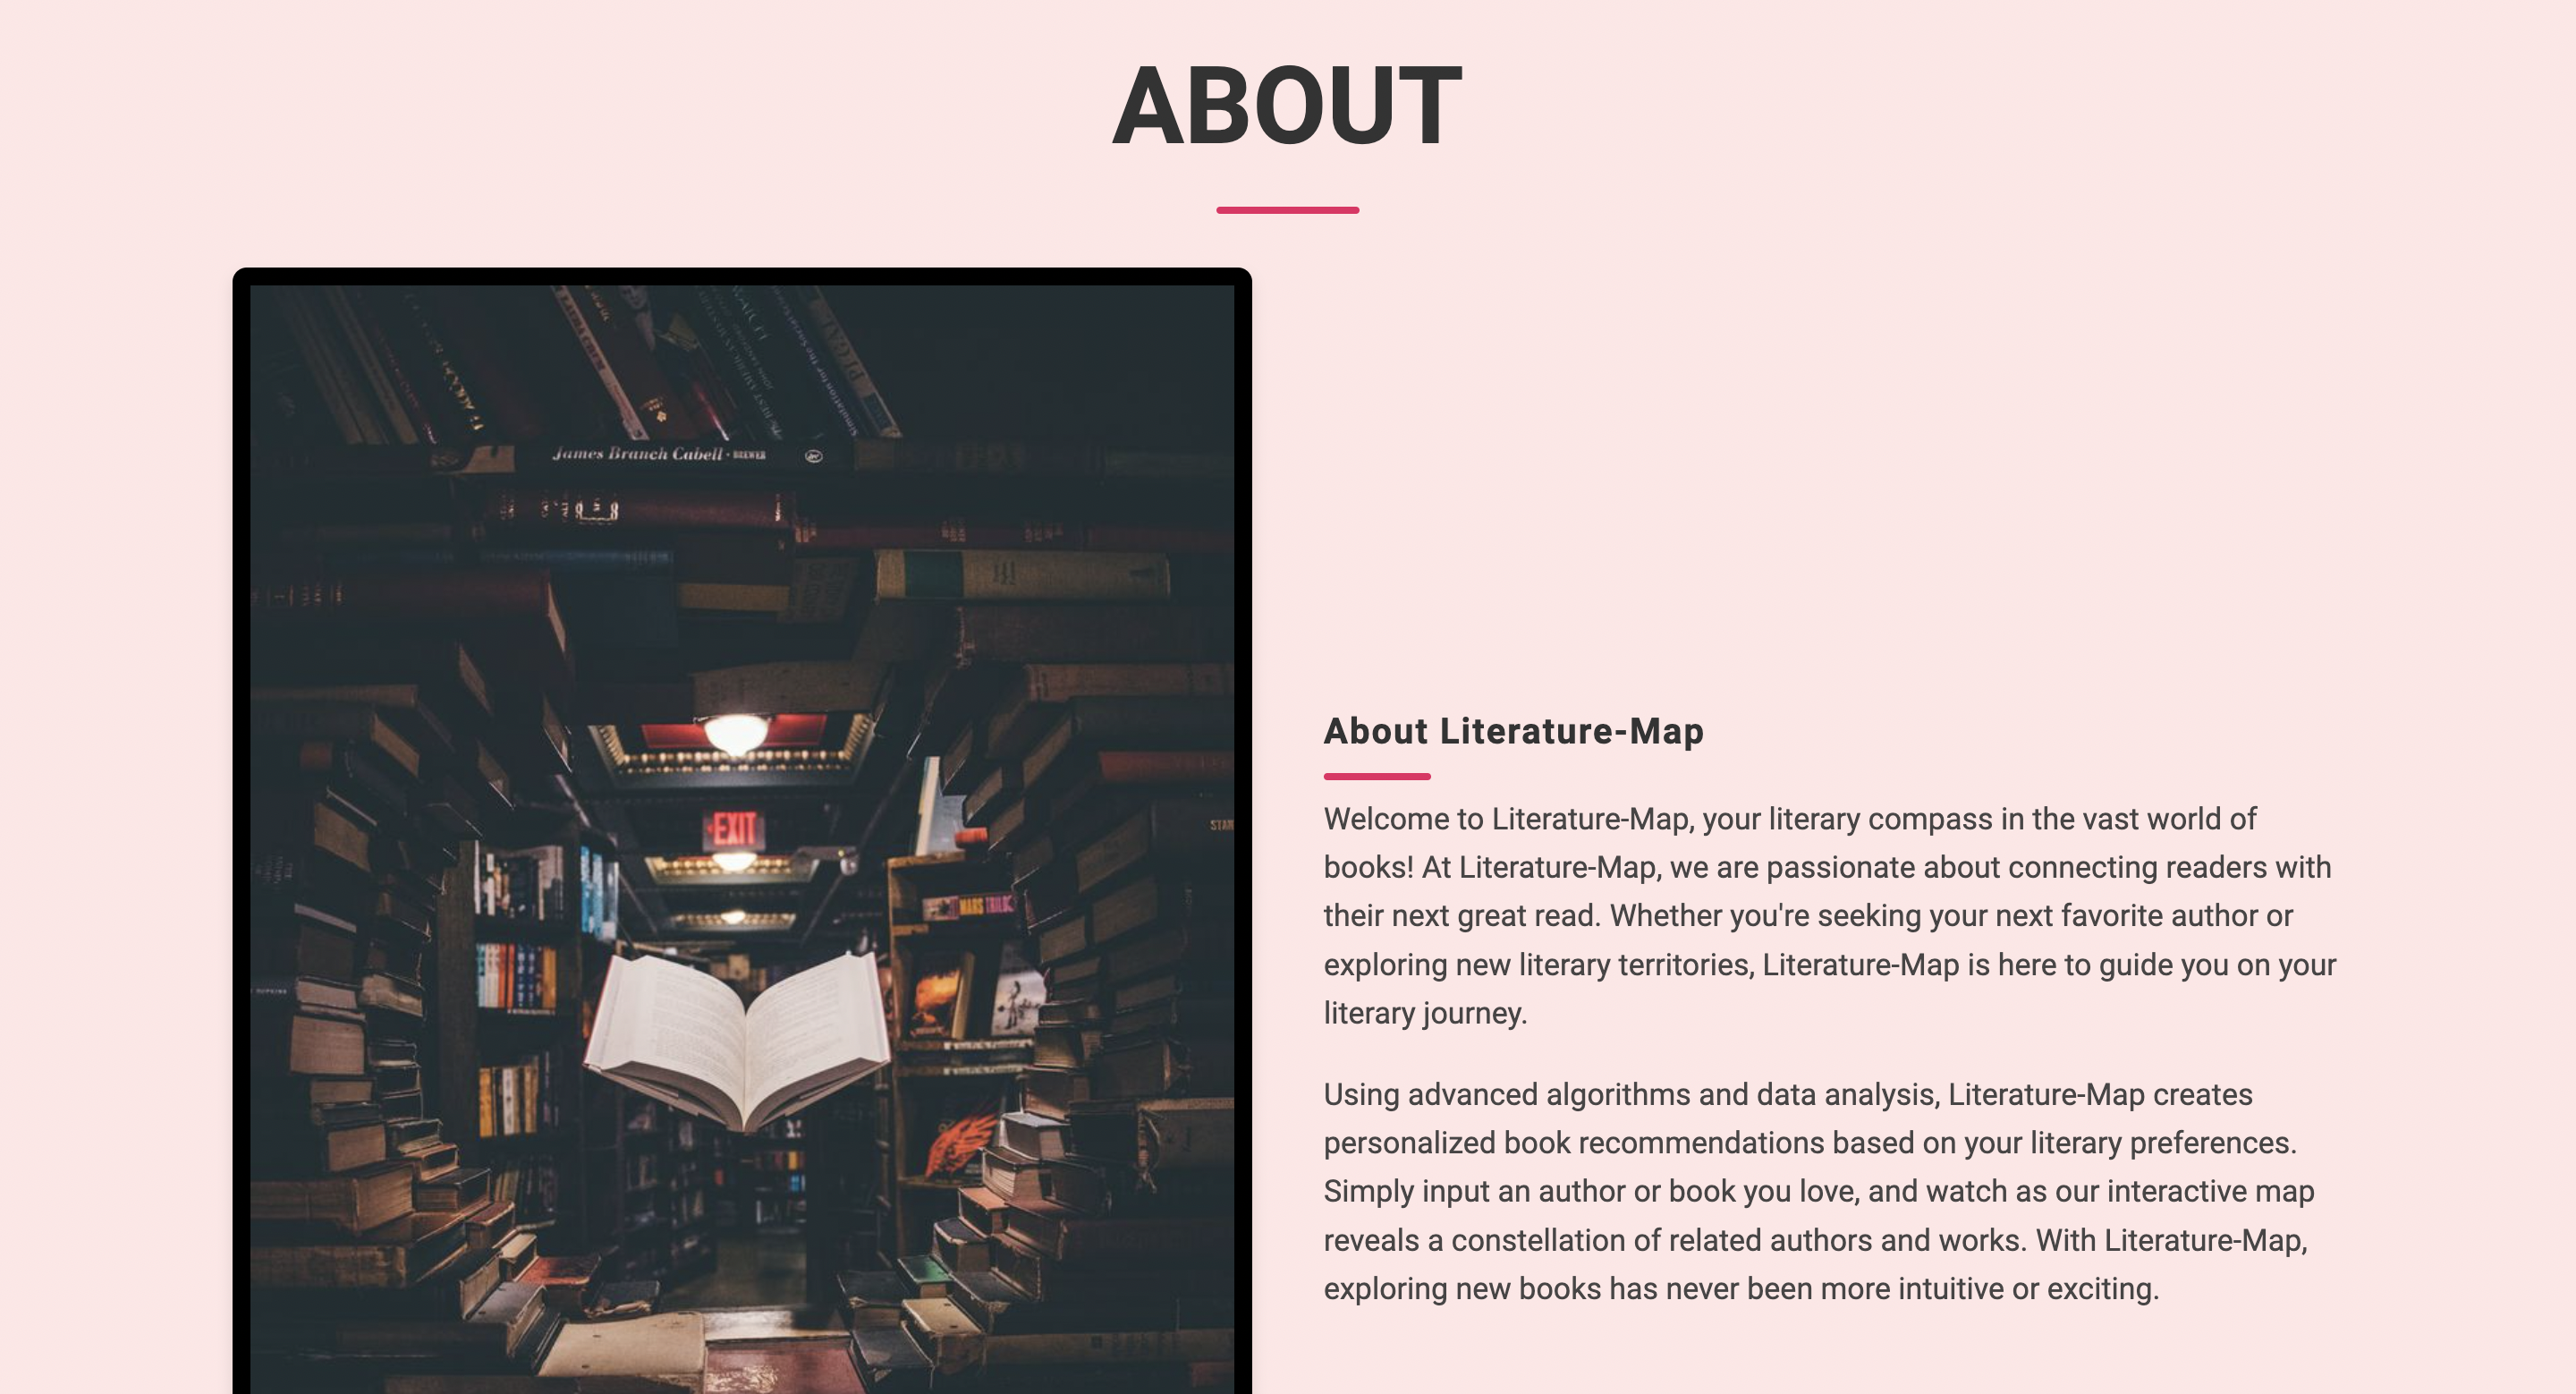 ABOUT
James Branch Cabell · BREWER
EXIT
MARS
About Literature-Map
Welcome to Literature-Map, your literary compass in the vast world of
books! At Literature-Map, we are passionate about connecting readers with
their next great read. Whether you're seeking your next favorite author or
exploring new literary territories, Literature-Map is here to guide you on your
literary journey.
Using advanced algorithms and data analysis, Literature-Map creates
personalized book recommendations based on your literary preferences.
Simply input an author or book you love, and watch as our interactive map
reveals a constellation of related authors and works. With Literature-Map,
exploring new books has never been more intuitive or exciting.